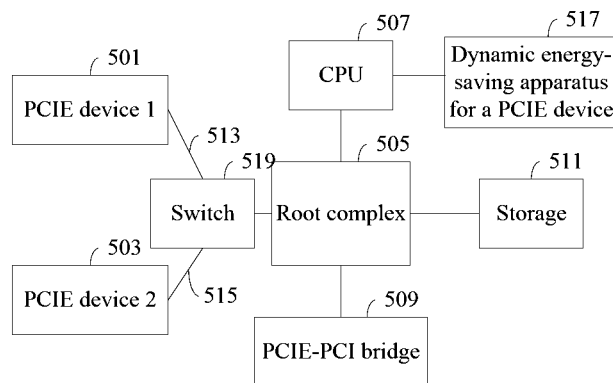 507
517
CPU
Dynamic energy-
saving apparatus
for a PCIE device
501
PCIE device 1
513
519
505
511
Switch
Root complex
Storage
503
PCIE device 2
515
509
PCIE-PCI bridge